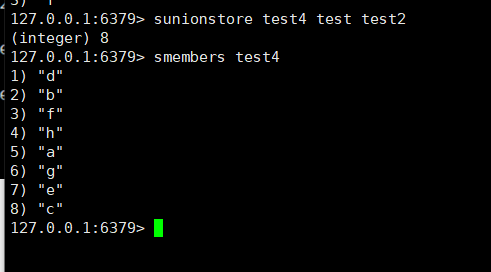 127.0.0.1:6379> sunionstore test4 test test2
(integer) 8
127.0.0.1:6379> smembers test4
1) "d"
2) "b"
3) "f"
4) "h"
5) "a"
6) "g"
7) "e"
8) "c"
127.0.0.1:6379>